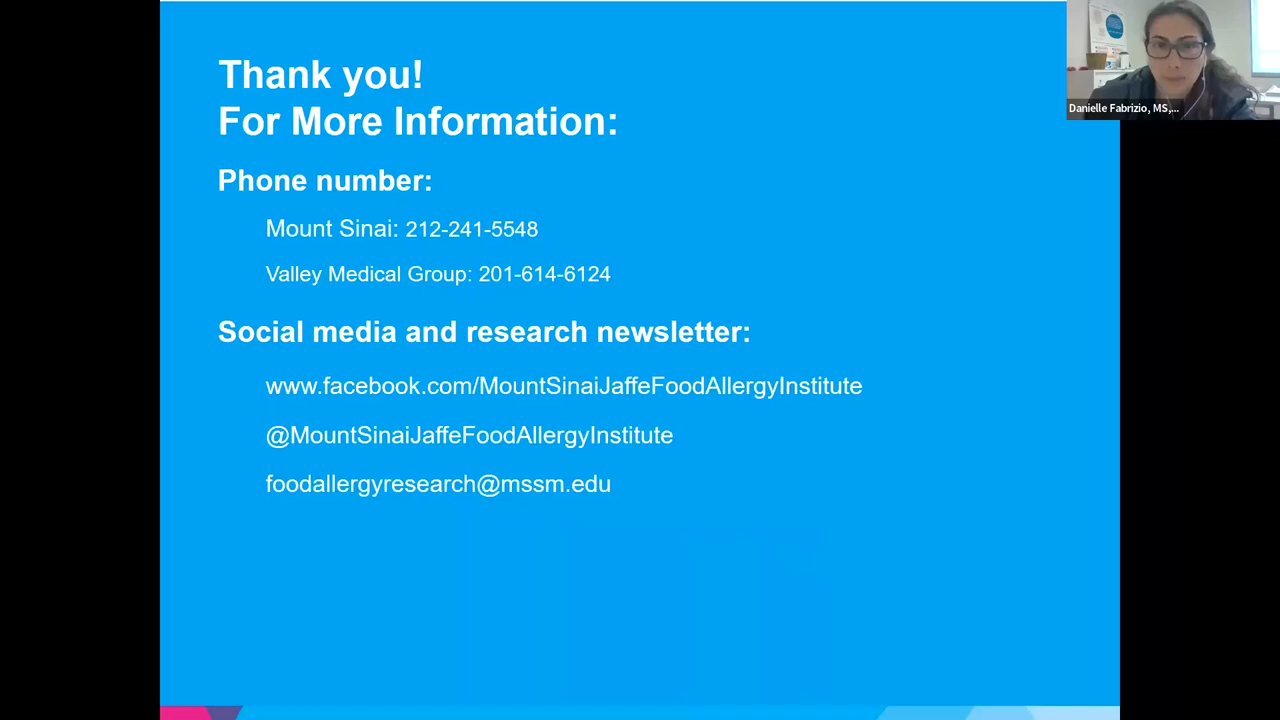 Thank you!
For More Information:
Phone number:
Mount Sinai: 212-241-5548
Valley Medical Group: 201-614-6124
Social media and research newsletter:
www.facebook.com/MountSinaiJaffeFoodAllergyInstitute
@MountSinaiJaffeFoodAllergyInstitute
foodallergyresearch@mssm.edu
Danielle Fabrizio, MS,...